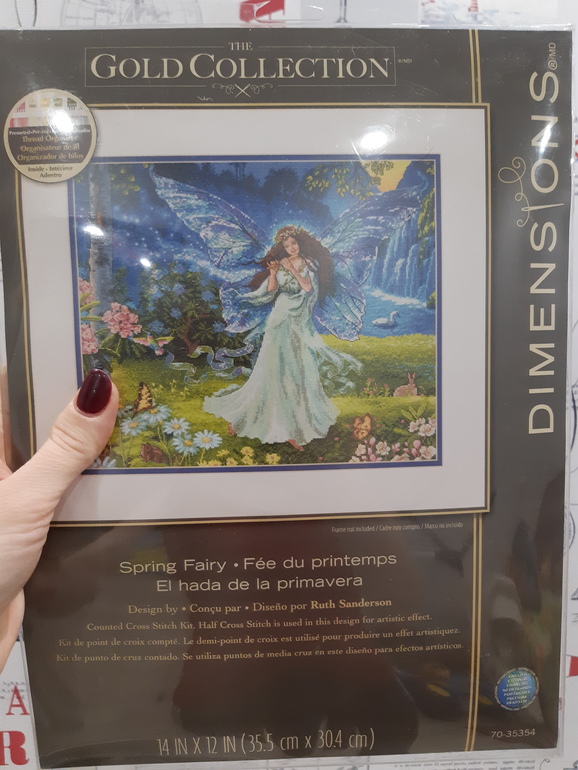 THE
GOLD COLLECTION
®/MD
Thread Organizer
Organisateur de fil
Organizador de hilos
Inside • Intérieur
Adentro
DIMENSIONS®/MD
Frame not included / Cadre non compris / Marco no incluido
Spring Fairy • Fée du printemps
El hada de la primavera
Design by • Conçu par • Diseño por Ruth Sanderson
Counted Cross Stitch Kit. Half Cross Stitch is used in this design for artistic effect.
Kit de point de croix compté. Le demi-point de croix est utilisé pour produire un effet artistique.
Kit de punto de cruz contado. Se utiliza puntos de media cruz en este diseño para efectos artísticos.
70-35354
14 IN X 12 IN (35.5 cm x 30.4 cm)
A
R